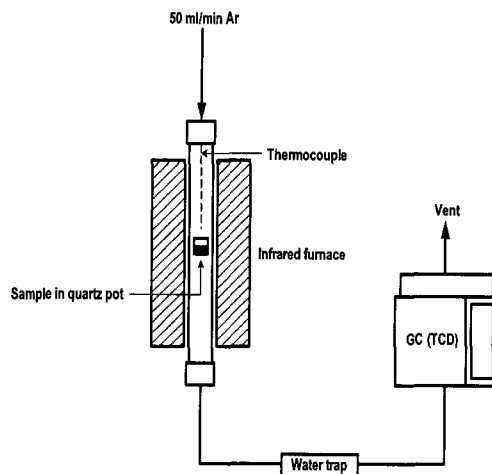 50 ml/min Ar
Thermocouple
Vent
Infrared furnace
Sample in quartz pot
GC (TCD)
Water trap